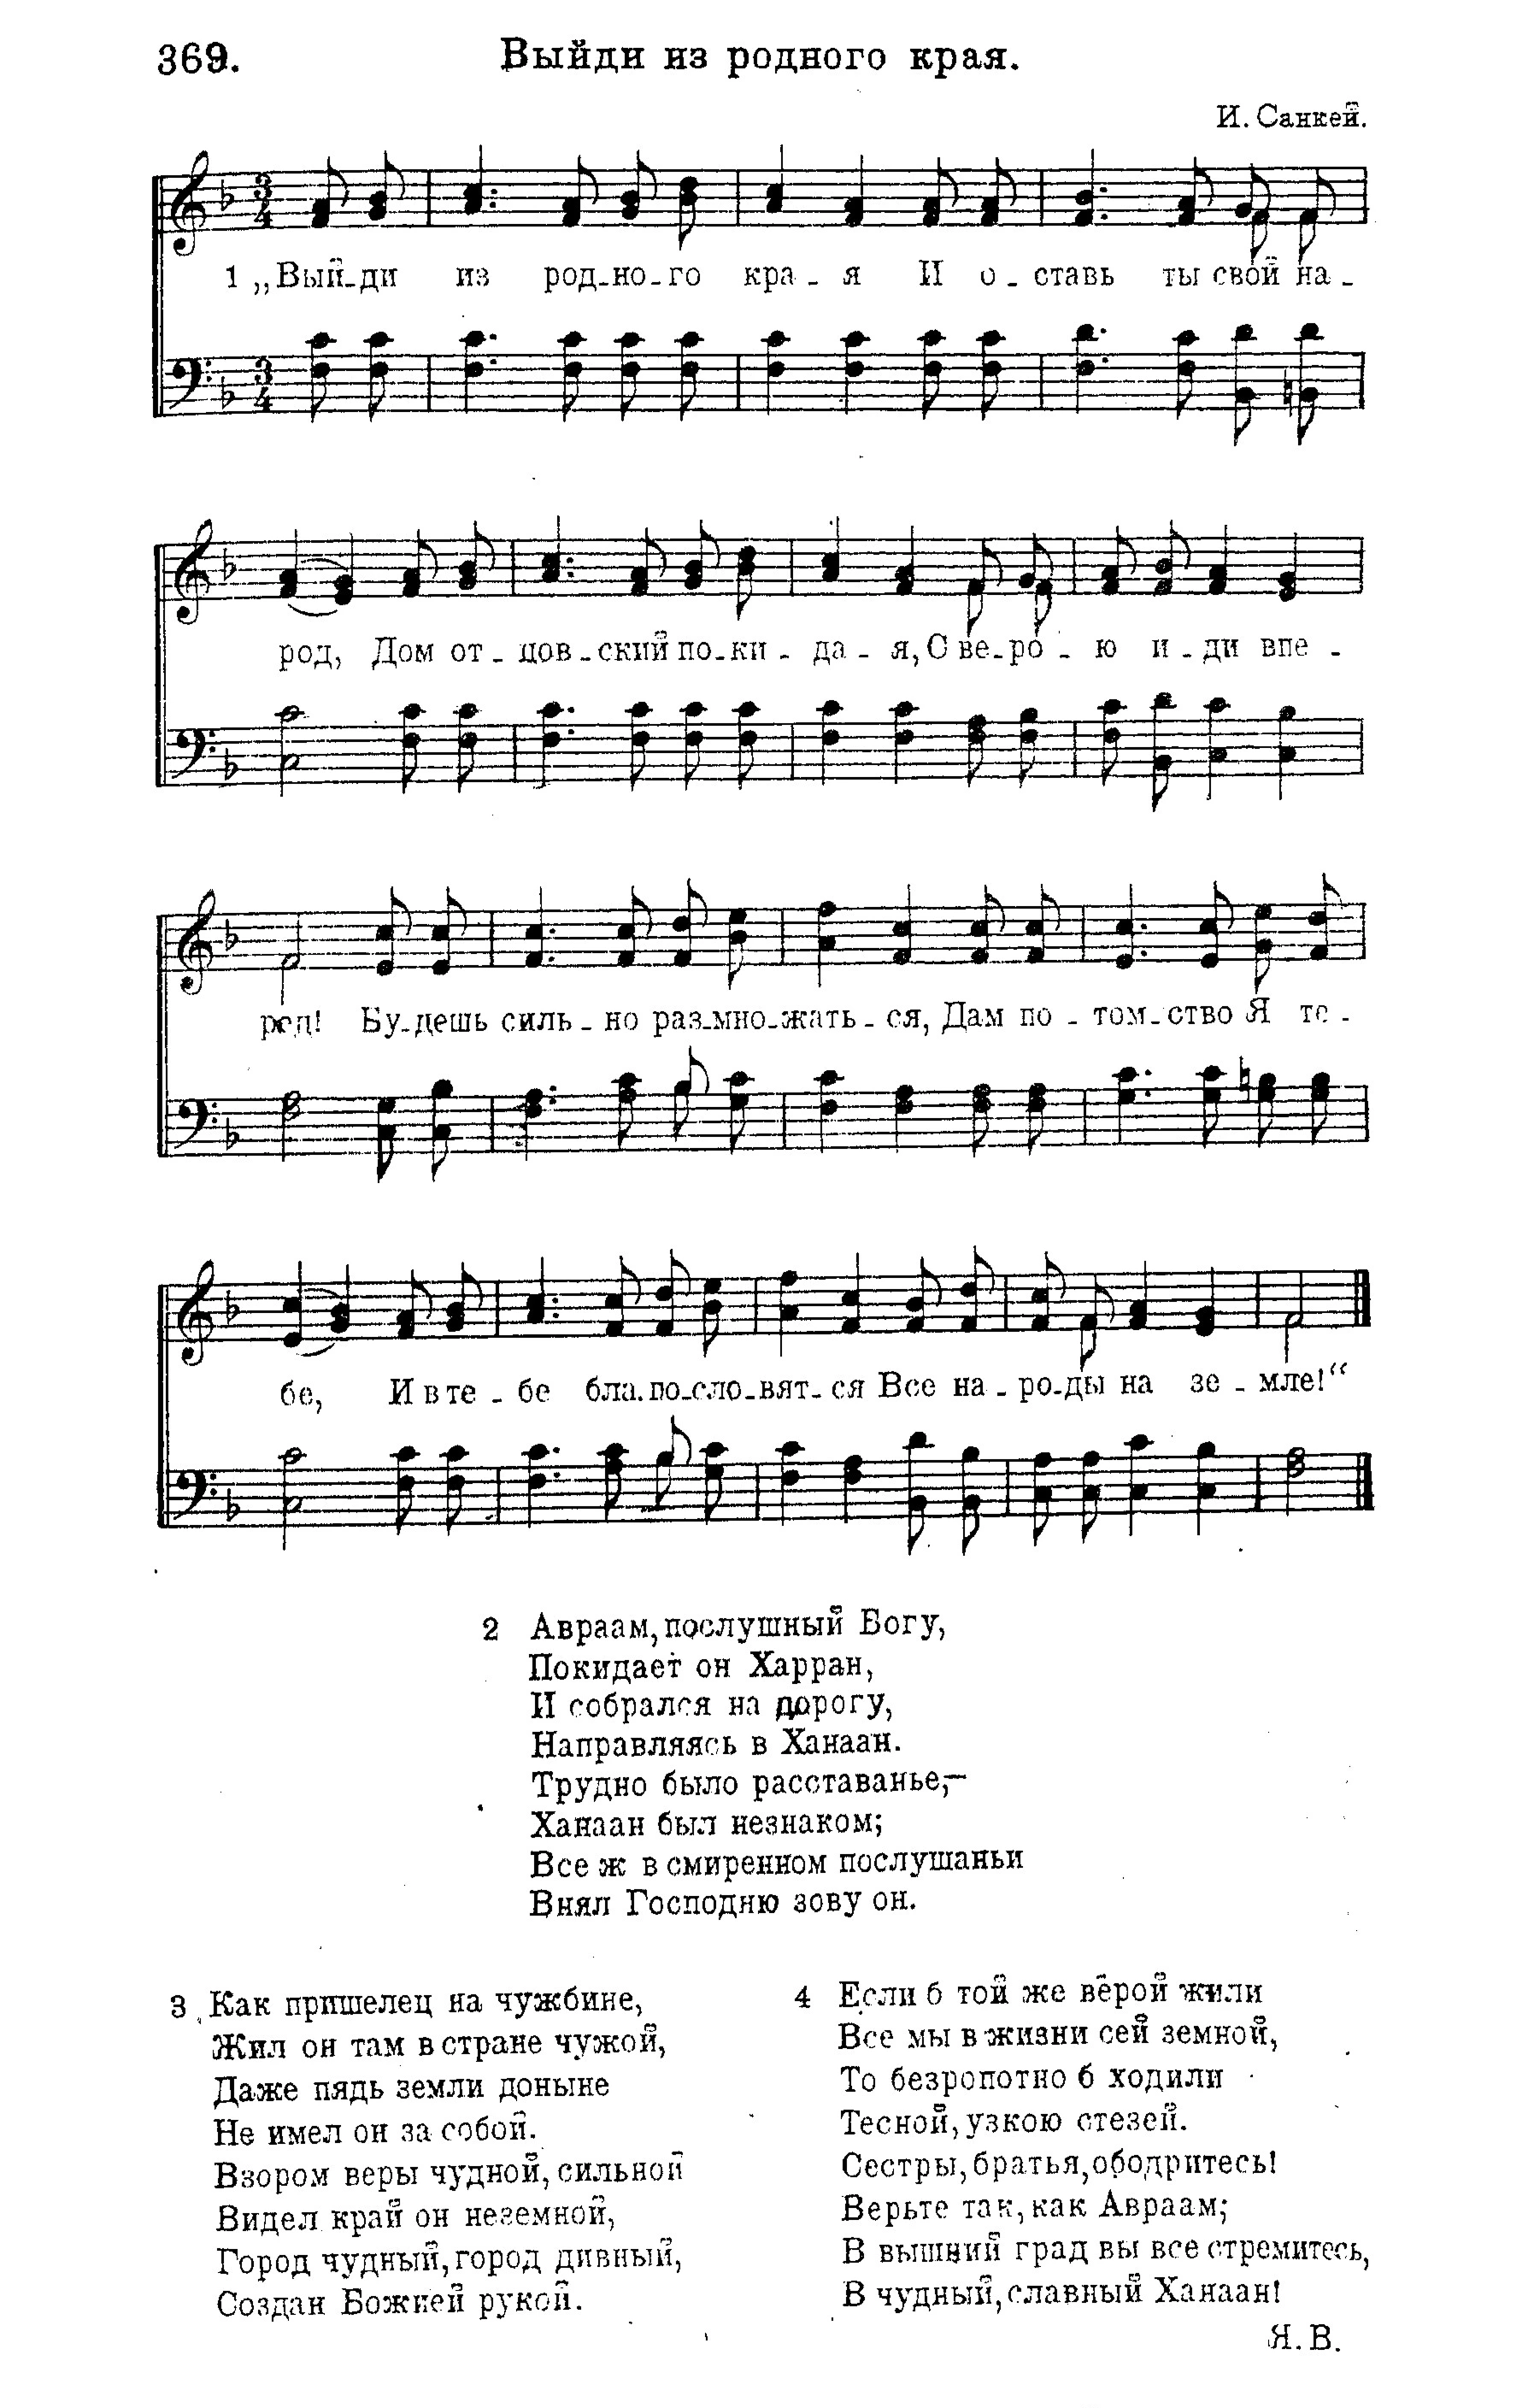 369.
Выйди из родного края.
И. Санкей.
1 „Вый-ди из род-но-го кра-я И о-ставь ты свой на-
род, Дом от-цов-ский по-ки-да-я, С ве-ро-ю и-ди впе-
ред! Бу-дешь силь-но раз-мно-жать-ся, Дам по-том-ство Я те-
бе, И в те-бе бла.по-сло-вят-ся Все на-ро-ды на зе-мле!“
2 Авраам, послушный Богу,
Покидает он Харран,
И собрался на дорогу,
Направляясь в Ханаан.
Трудно было расставанье,—
Ханаан был незнаком;
Все ж в смиренном послушаньи
Внял Господню зову он.
3 Как пришелец на чужбине,
Жил он там в стране чужой,
Даже пядь земли доныне
Не имел он за собой.
Взором веры чудной, сильной
Видел край он неземной,
Город чудный, город дивный,
Создан Божией рукой.
4 Если б той же верой жили
Все мы в жизни сей земной,
То безропотно б ходили
Тесной, узкою стезей.
Сестры, братья, ободритесь!
Верьте так, как Авраам;
В вышний град вы все стремитесь,
В чудный, славный Ханаан!
Я. В.